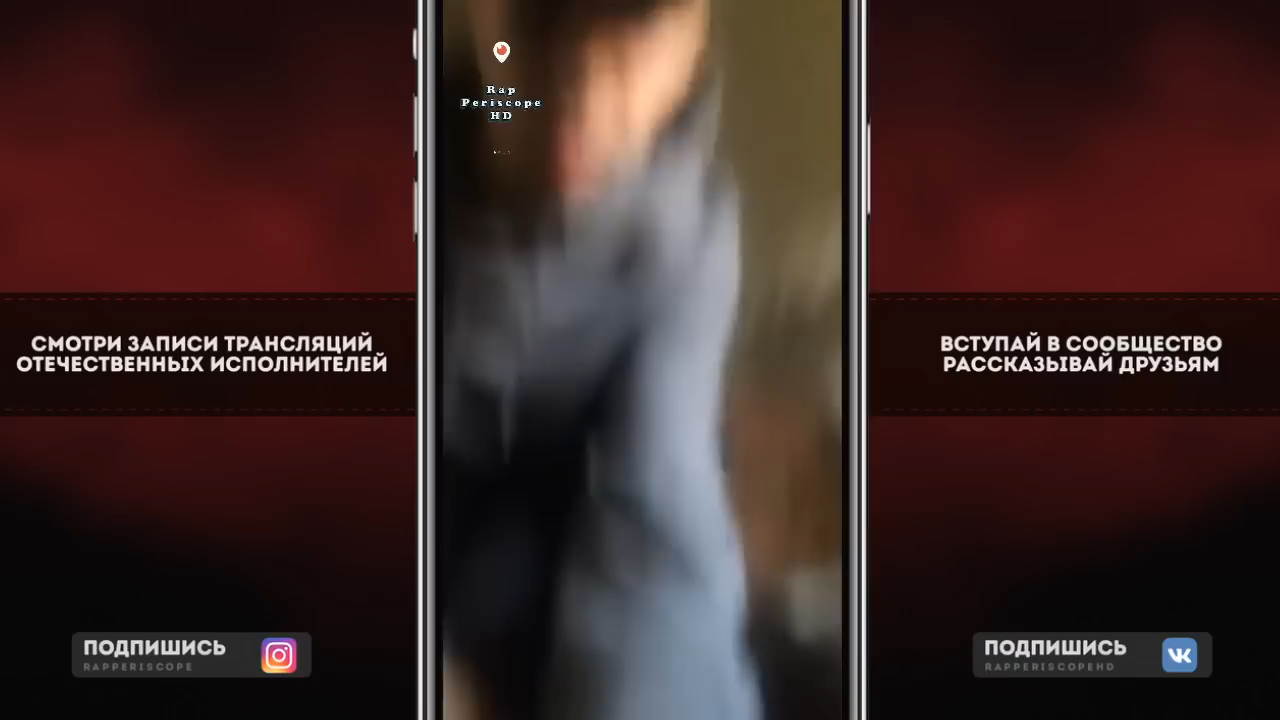 Rap
Periscope
HD
СМОТРИ ЗАПИСИ ТРАНСЛЯЦИЙ
ОТЕЧЕСТВЕННЫХ ИСПОЛНИТЕЛЕЙ
ВСТУПАЙ В СООБЩЕСТВО
РАССКАЗЫВАЙ ДРУЗЬЯМ
ПОДПИШИСЬ
RAPPERISCOPE
ПОДПИШИСЬ
RAPPERISCOPEHD